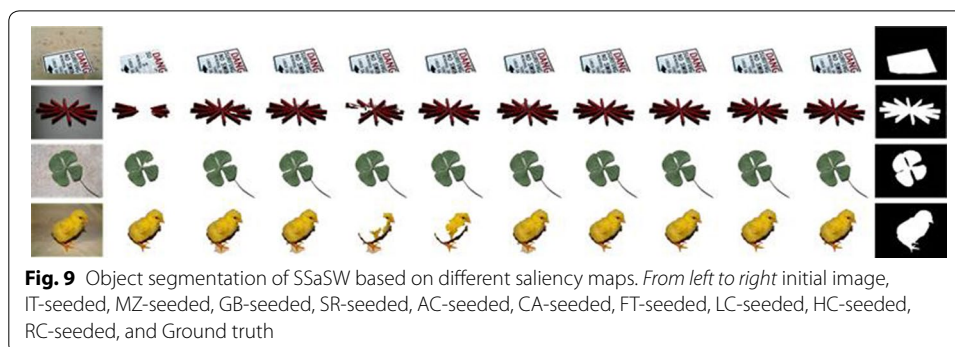 DANG
Fig. 9 Object segmentation of SSaSW based on different saliency maps. From left to right initial image,
IT-seeded, MZ-seeded, GB-seeded, SR-seeded, AC-seeded, CA-seeded, FT-seeded, LC-seeded, HC-seeded,
RC-seeded, and Ground truth